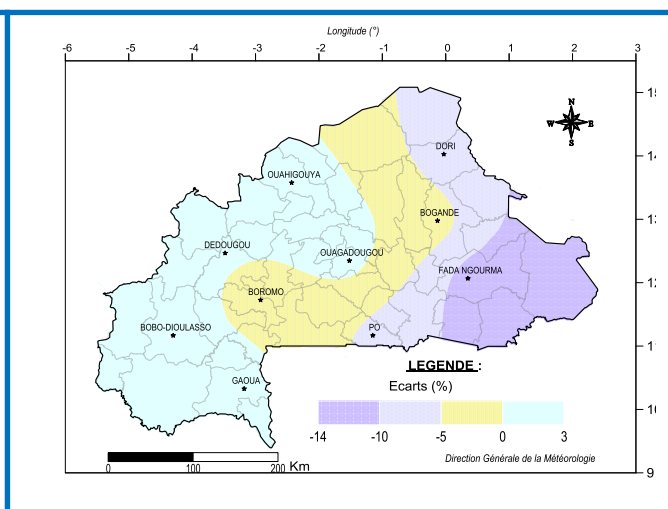 Longitude (°)
-6 -5 -4 -3 -2 -1 0 1 2 3
N
W E
S
DORI
OUAHIGOUYA
BOGANDE
DEDOUGOU
OUAGADOUGOU
FADA NGOURMA
BOROMO
BOBO-DIOULASSO
PO
GAOUA
LEGENDE :
Ecarts (%)
-14 -10 -5 0 3
Direction Générale de la Météorologie
0 100 200 Km
9